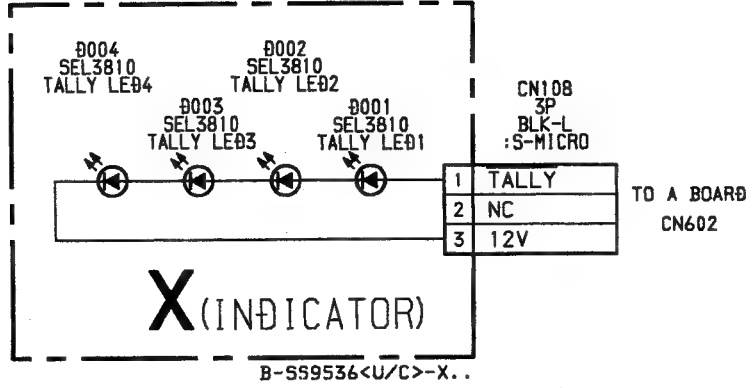 D004
SEL3810
TALLY LED4
D002
SEL3810
TALLY LED2
D003
SEL3810
TALLY LED3
D001
SEL3810
TALLY LED1
CN108
3P
BLK-L
:S-MICRO
1 TALLY
2 NC
3 12V
TO A BOARD
CN602
X (INDICATOR)
B-SS9536<U/C>-X..